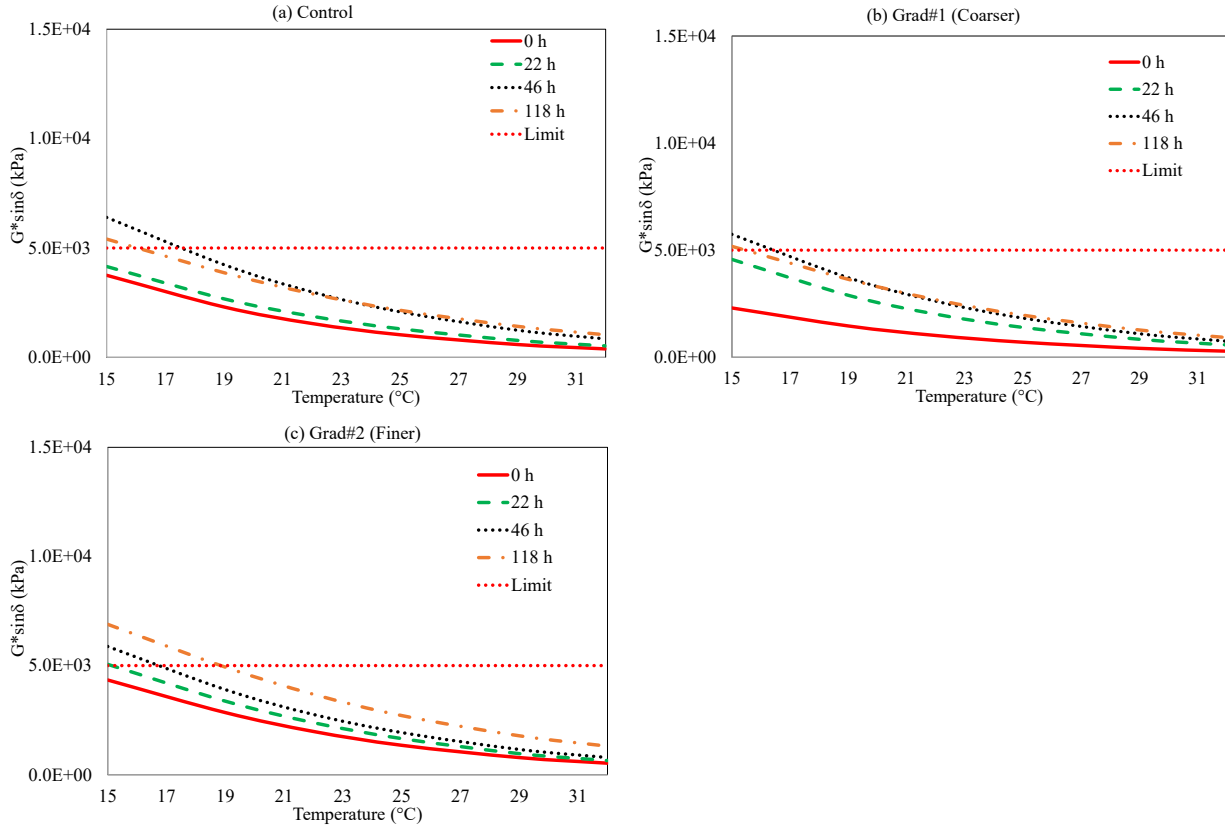 (a) Control
1.5E+04
1.0E+04
5.0E+03
0.0E+00
G*sinδ (kPa)
0 h
22 h
46 h
118 h
Limit
15 17 19 21 23 25 27 29 31
Temperature (°C)
(b) Grad#1 (Coarser)
1.5E+04
1.0E+04
5.0E+03
0.0E+00
G*sinδ (kPa)
0 h
22 h
46 h
118 h
Limit
15 17 19 21 23 25 27 29 31
Temperature (°C)
(c) Grad#2 (Finer)
1.5E+04
1.0E+04
5.0E+03
0.0E+00
G*sinδ (kPa)
0 h
22 h
46 h
118 h
Limit
15 17 19 21 23 25 27 29 31
Temperature (°C)